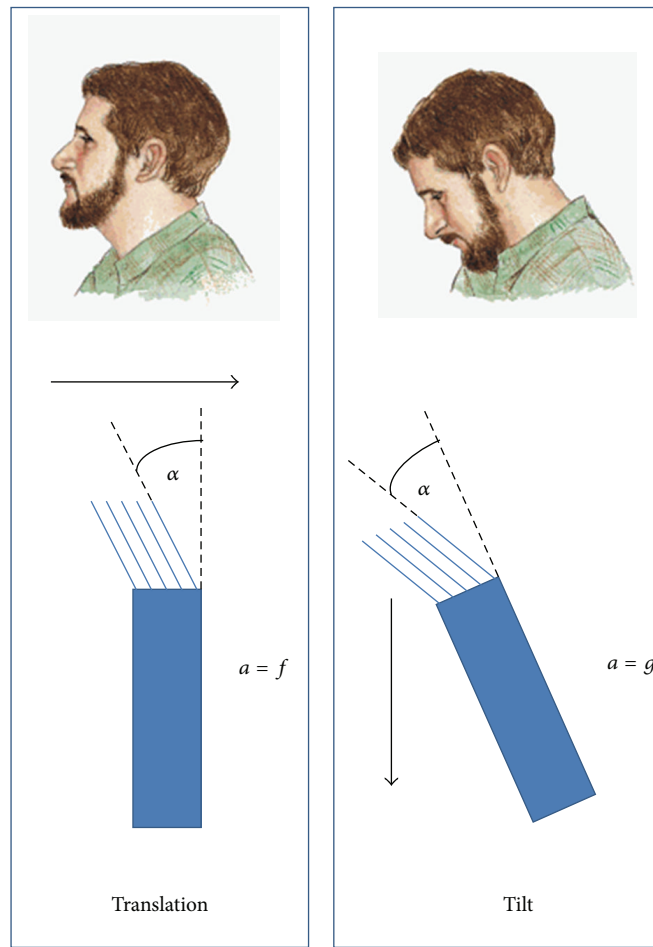 α
a = f
Translation
α
a = g
Tilt